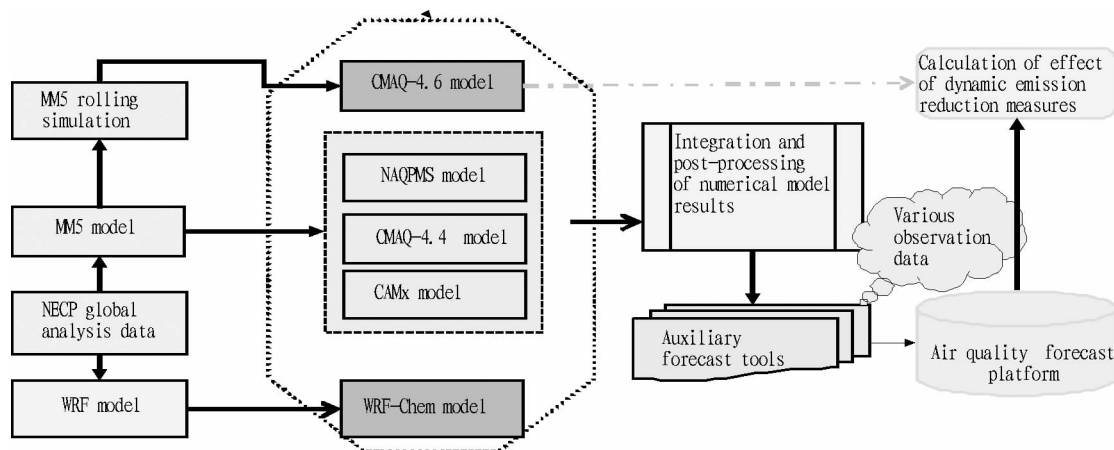 MM5 rolling
simulation
MM5 model
NECP global
analysis data
WRF model
CMAQ-4.6 model
NAQPMS model
CMAQ-4.4 model
CAMx model
WRF-Chem model
Integration and
post-processing
of numerical model
results
Auxiliary
forecast tools
Various
observation
data
Calculation of effect
of dynamic emission
reduction measures
Air quality forecast
platform